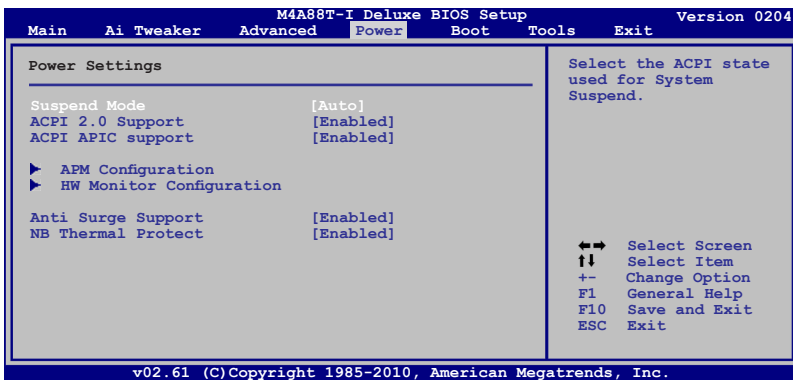 M4A88T-I Deluxe BIOS Setup Version 0204
Main Ai Tweaker Advanced Power Boot Tools Exit
Power Settings
Suspend Mode [Auto]
ACPI 2.0 Support [Enabled]
ACPI APIC support [Enabled]
APM Configuration
HW Monitor Configuration
Anti Surge Support [Enabled]
NB Thermal Protect [Enabled]
Select the ACPI state
used for System
Suspend.
Select Screen
Select Item
+- Change Option
F1 General Help
F10 Save and Exit
ESC Exit
v02.61 (C)Copyright 1985-2010, American Megatrends, Inc.